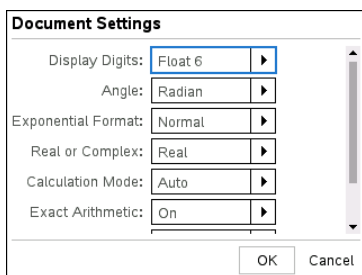 Document Settings
Display Digits: Float 6
Angle: Radian
Exponential Format: Normal
Real or Complex: Real
Calculation Mode: Auto
Exact Arithmetic: On
OK Cancel